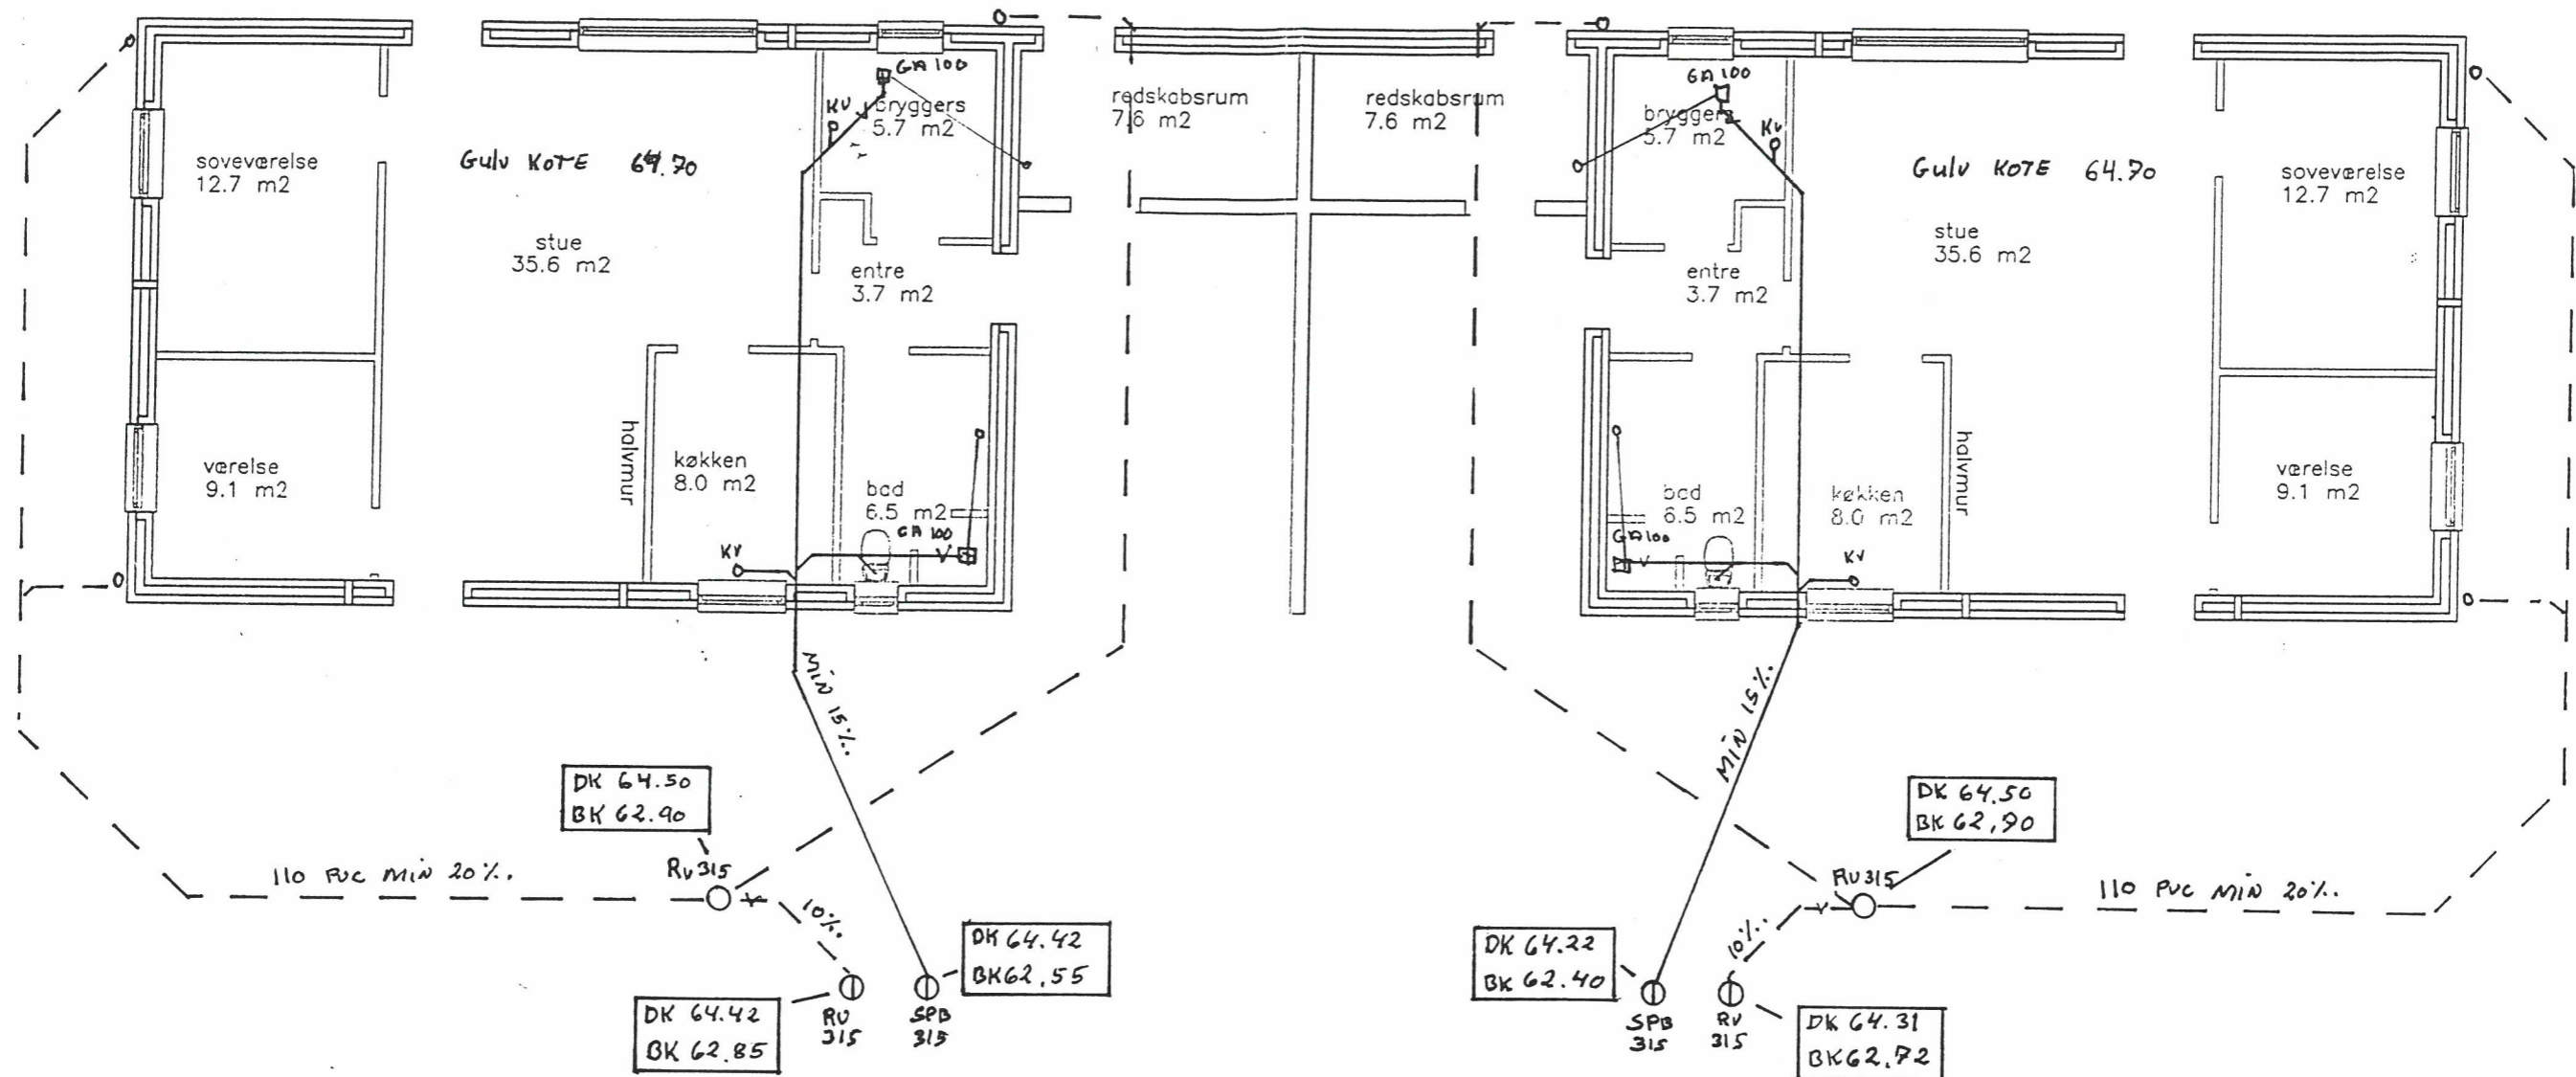 GA 100
KV
bryggers
5.7 m2
redskabsrum
7.6 m2
redskabsrum
7.6 m2
GA 100
bryggers
5.7 m2
KV
soveværelse
12.7 m2
Gulv KOTE 64.70
Gulv KOTE 64.70
soveværelse
12.7 m2
stue
35.6 m2
entre
3.7 m2
entre
3.7 m2
stue
35.6 m2
værelse
9.1 m2
halvmur
køkken
8.0 m2
bad
6.5 m2
GA 100
KV
bad
6.5 m2
GA 100
køkken
8.0 m2
KV
halvmur
værelse
9.1 m2
MIN 15‰
MIN 15‰
DK 64.50
BK 62.90
RV 315
110 PVC MIN 20‰
10‰
DK 64.42
BK 62.55
DK 64.42
BK 62.85
RV
315
SPB
315
DK 64.50
BK 62,90
RV 315
110 PVC MIN 20‰
10‰
DK 64.22
BK 62.40
SPB
315
RV
315
DK 64.31
BK 62,72